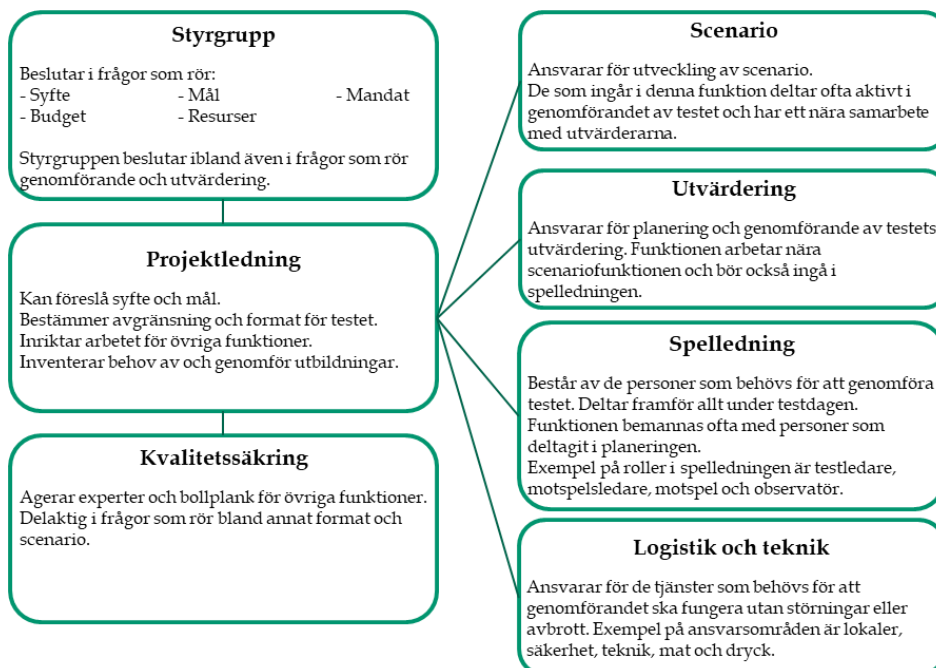 Styrgrupp
Beslutar i frågor som rör:
- Syfte - Mål - Mandat
- Budget - Resurser
Styrgruppen beslutar ibland även i frågor som rör
genomförande och utvärdering.
Projektledning
Kan föreslå syfte och mål.
Bestämmer avgränsning och format för testet.
Inriktar arbetet för övriga funktioner.
Inventerar behov av och genomför utbildningar.
Kvalitetssäkring
Agerar experter och bollplank för övriga funktioner.
Delaktig i frågor som rör bland annat format och
scenario.
Scenario
Ansvarar för utveckling av scenario.
De som ingår i denna funktion deltar ofta aktivt i
genomförandet av testet och har ett nära samarbete
med utvärderarna.
Utvärdering
Ansvarar för planering och genomförande av testets
utvärdering. Funktionen arbetar nära
scenariofunktionen och bör också ingå i
spelledningen.
Spelledning
Består av de personer som behövs för att genomföra
testet. Deltar framför allt under testdagen.
Funktionen bemannas ofta med personer som
deltagit i planeringen.
Exempel på roller i spelledningen är testledare,
motspelsledare, motspel och observatör.
Logistik och teknik
Ansvarar för de tjänster som behövs för att
genomförandet ska fungera utan störningar eller
avbrott. Exempel på ansvarsområden är lokaler,
säkerhet, teknik, mat och dryck.